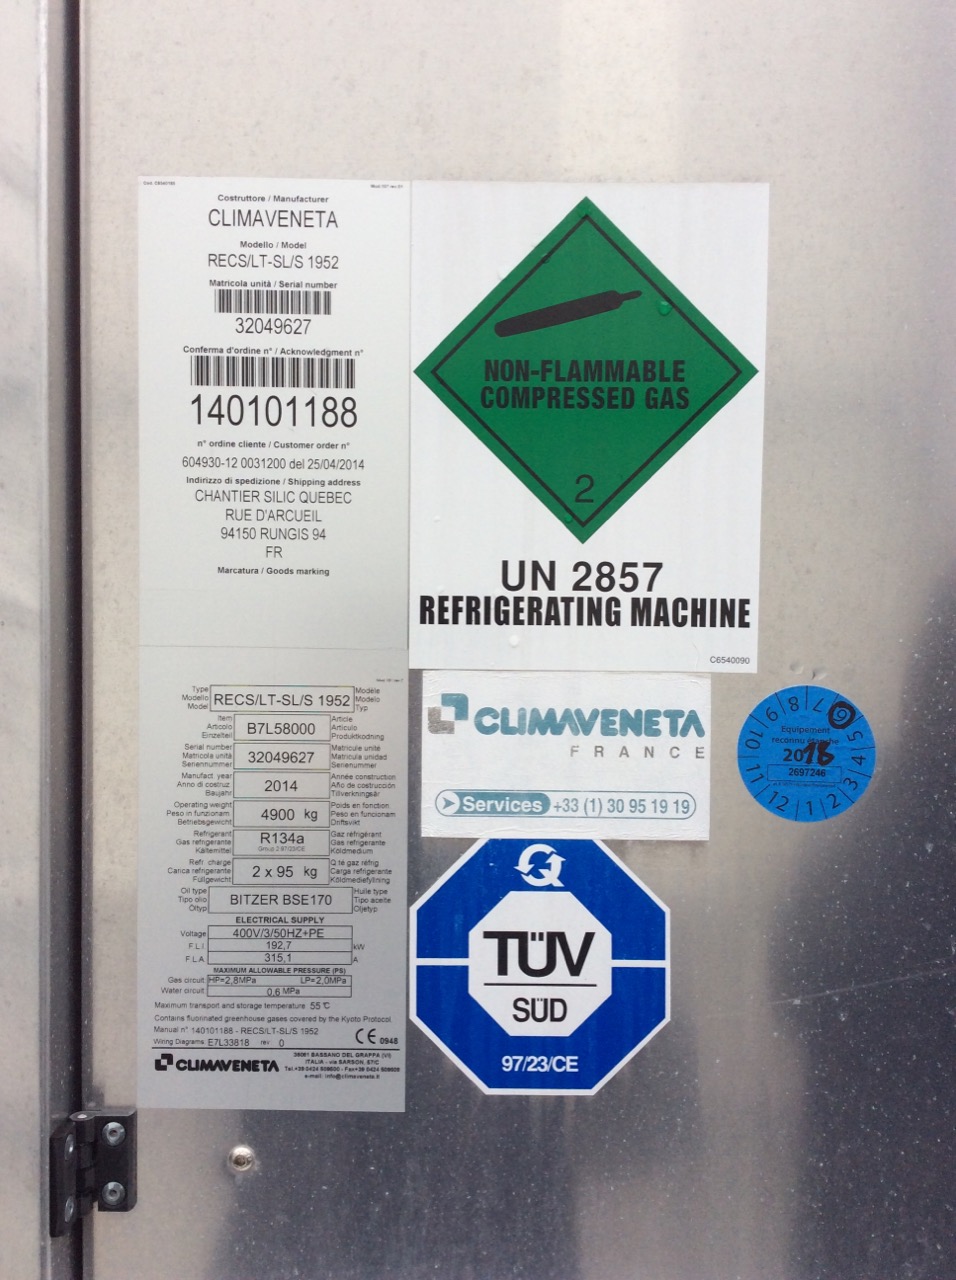 Cod. C6540190
Costruttore / Manufacturer
CLIMAVENETA
Modello / Model
RECS/LT-SL/S 1952
Matricola unità / Serial number
32049627
Conferma d'ordine n° / Acknowledgment n°
140101188
n° ordine cliente / Customer order n°
604930-12 0031200 del 25/04/2014
Indirizzo di spedizione / Shipping address
CHANTIER SILIC QUEBEC
RUE D'ARCUEIL
94150 RUNGIS 94
FR
Marcatura / Goods marking
NON-FLAMMABLE
COMPRESSED GAS
2
UN 2857
REFRIGERATING MACHINE
C6540090
Type
Modello
Model
RECS/LT-SL/S 1952
Modèle
Modelo
Typ
Item
Articolo
Einzelteil
B7L58000
Article
Artículo
Produktkodning
Serial number
Matricola unità
Seriennummer
32049627
Matricule unité
Matricula unidad
Serienummer
Manufact year
Anno di costruz
Baujahr
2014
Année construction
Año de costrucción
Tillverkningsår
Operating weight
Peso in funzionam.
Betriebsgewicht
4900 kg
Poids en fonction
Peso en funcionam.
Driftsvikt
Refrigerant
Gas refrigerante
Kältemittel
R134a
Group 2 97/23/CE
Gaz réfrigérant
Gas refrigerante
Köldmedium
Refr charge
Carica refrigerante
Füllgewicht
2 x 95 kg
Q.té gaz réfrig
Carga refrigerante
Köldmediefyllning
Oil type
Tipo olio
Öltyp
BITZER BSE170
Huile type
Tipo aceite
Oljetyp
ELECTRICAL SUPPLY
Voltage 400V/3/50HZ+PE
F.L.I. 192,7 kW
F.L.A. 315,1 A
MAXIMUM ALLOWABLE PRESSURE (PS)
Gas circuit HP=2,8MPa LP=2,0MPa
Water circuit 0.6 MPa
Maximum transport and storage temperature 55℃
Contains fluorinated greenhouse gases covered by the Kyoto Protocol.
Manual n° 140101188 - RECS/LT-SL/S 1952
Wiring Diagrams E7L33818 rev 0
CE 0948
CLIMAVENETA
36061 BASSANO DEL GRAPPA (VI)
ITALIA - via SARSON, 57/C
Tel.+39 0424 509500 - Fax+39 0424 509509
e-mail: info@climaveneta.it
CLIMAVENETA
FRANCE
Services +33 (1) 30 95 19 19
TÜV
SÜD
97/23/CE
1 2 3 4 5 6 7 8 9 10 11 12
Equipement
reconnu étanche
2018
2697246